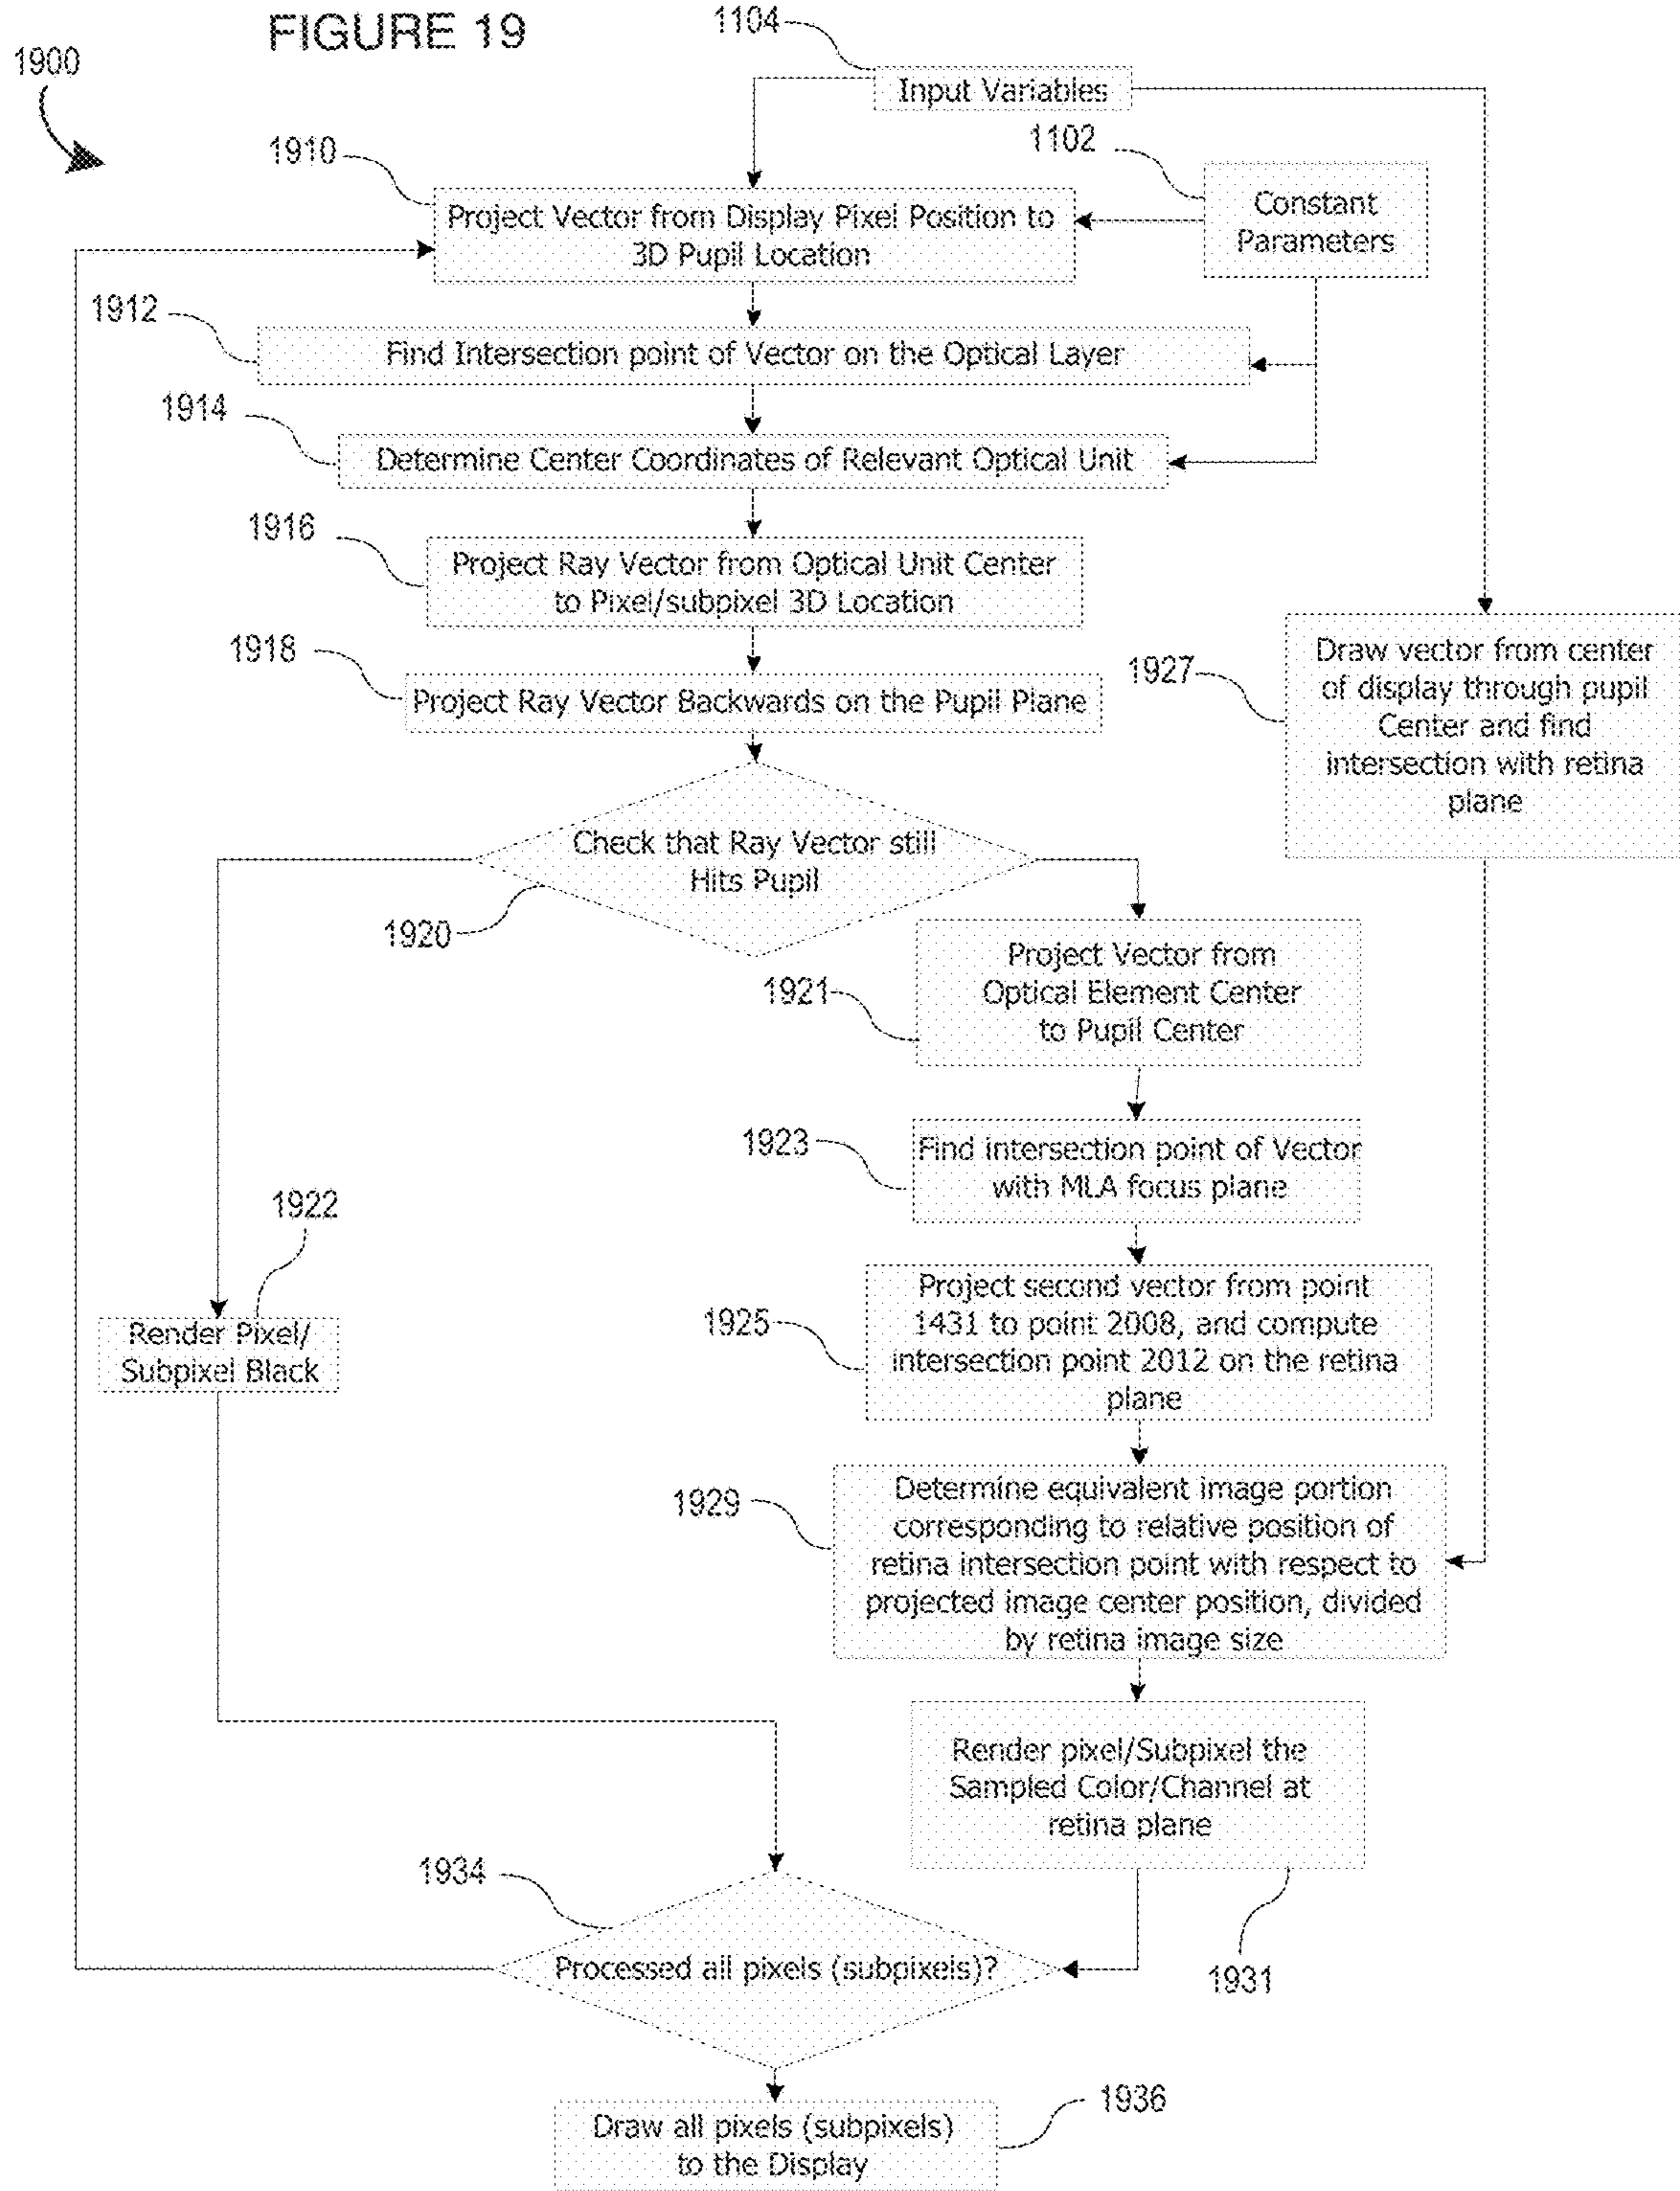 FIGURE 19
1900
1104
Input Variables
1102
Constant
Parameters
1910
Project Vector from Display Pixel Position to
3D Pupil Location
1912
Find Intersection point of Vector on the Optical Layer
1914
Determine Center Coordinates of Relevant Optical Unit
1916
Project Ray Vector from Optical Unit Center
to Pixel/subpixel 3D Location
1918
Project Ray Vector Backwards on the Pupil Plane
1927
Draw vector from center
of display through pupil
Center and find
intersection with retina
plane
Check that Ray Vector still
Hits Pupil
1920
1921
Project Vector from
Optical Element Center
to Pupil Center
1923
Find intersection point of Vector
with MLA focus plane
1922
Render Pixel/
Subpixel Black
1925
Project second vector from point
1431 to point 2008, and compute
intersection point 2012 on the retina
plane
1929
Determine equivalent image portion
corresponding to relative position of
retina intersection point with respect to
projected image center position, divided
by retina image size
Render pixel/Subpixel the
Sampled Color/Channel at
retina plane
1931
1934
Processed all pixels (subpixels)?
1936
Draw all pixels (subpixels)
to the Display